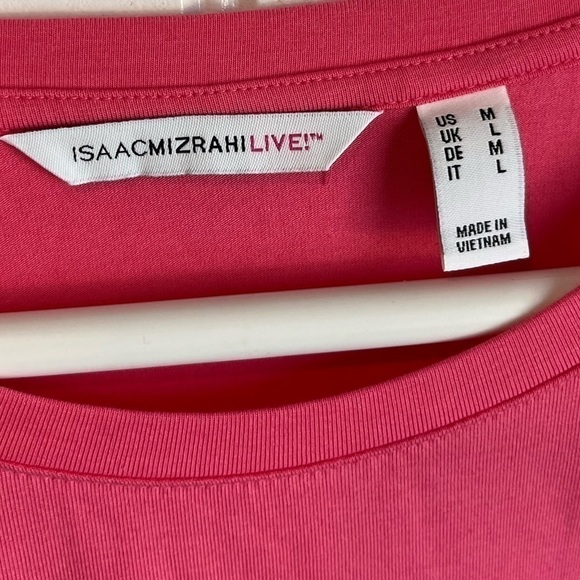 ISAACMIZRAHILIVE!™
US M
UK L
DE M
IT L
MADE IN
VIETNAM